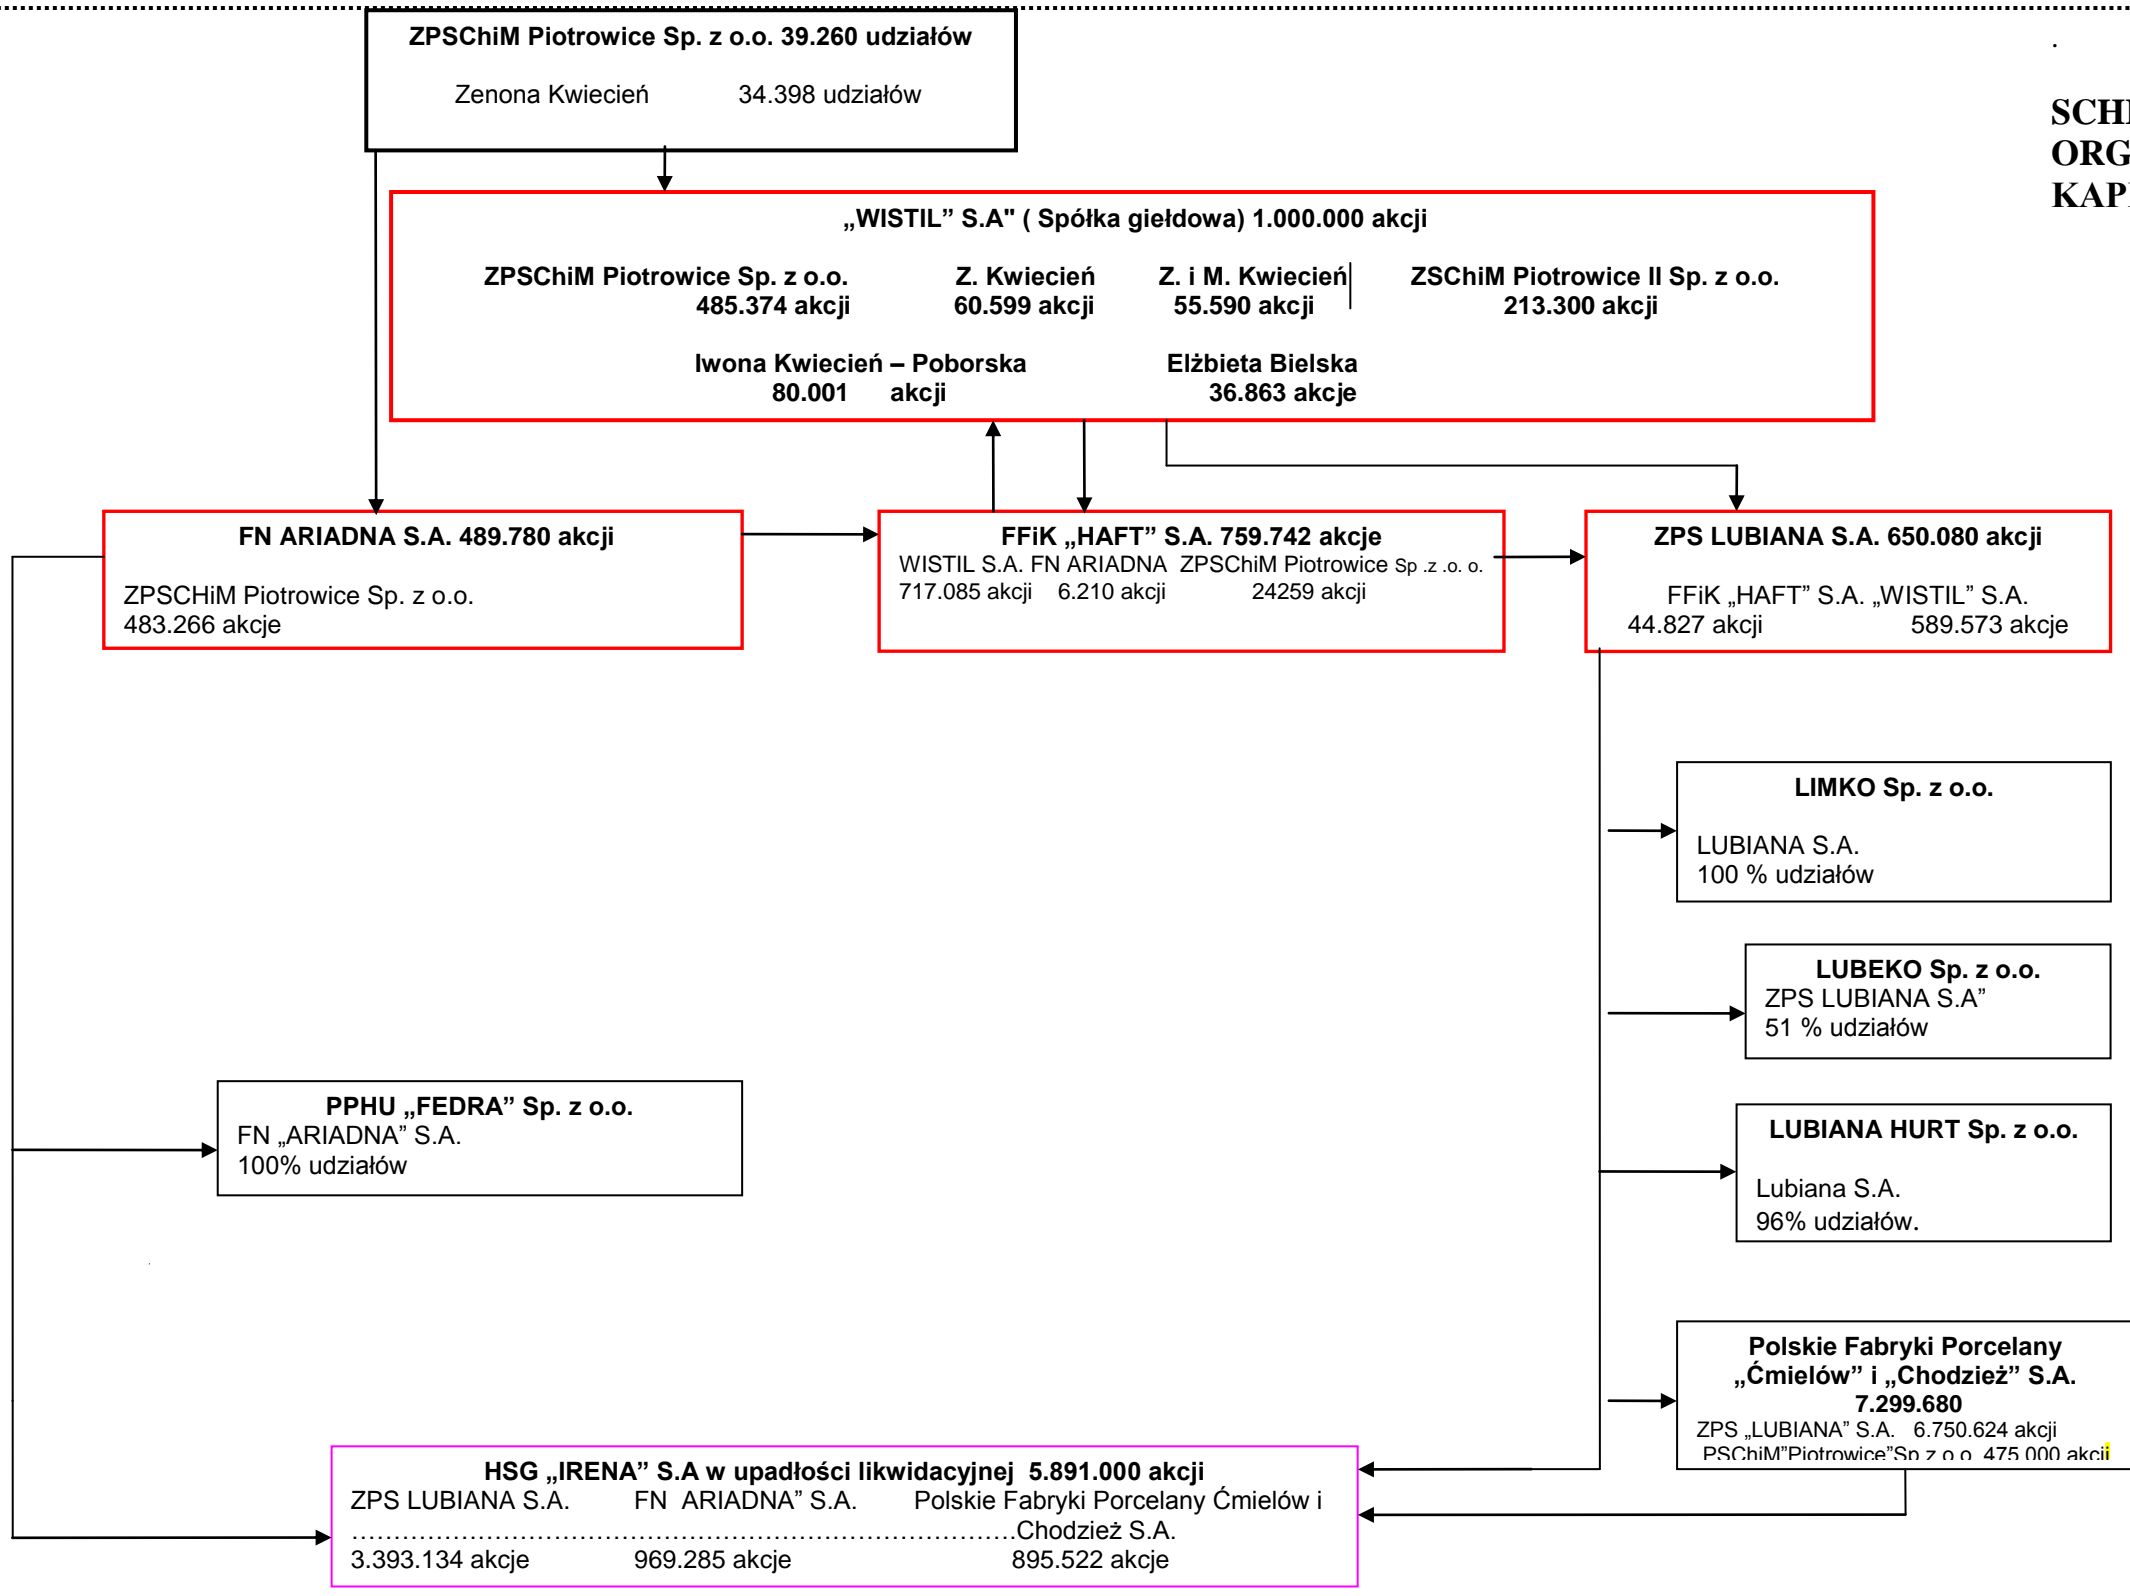 ZPSChiM Piotrowice Sp. z o.o. 39.260 udziałów
Zenona Kwiecień 34.398 udziałów
.
SCH
ORG
KAP
„WISTIL” S.A" ( Spółka giełdowa) 1.000.000 akcji
ZPSChiM Piotrowice Sp. z o.o. Z. Kwiecień Z. i M. Kwiecień ZSChiM Piotrowice II Sp. z o.o.
485.374 akcji 60.599 akcji 55.590 akcji 213.300 akcji
Iwona Kwiecień – Poborska Elżbieta Bielska
80.001 akcji 36.863 akcje
FN ARIADNA S.A. 489.780 akcji
ZPSCHiM Piotrowice Sp. z o.o.
483.266 akcje
FFiK „HAFT” S.A. 759.742 akcje
WISTIL S.A. FN ARIADNA ZPSChiM Piotrowice Sp .z .o. o.
717.085 akcji 6.210 akcji 24259 akcji
ZPS LUBIANA S.A. 650.080 akcji
FFiK „HAFT” S.A. „WISTIL” S.A.
44.827 akcji 589.573 akcje
LIMKO Sp. z o.o.
LUBIANA S.A.
100 % udziałów
LUBEKO Sp. z o.o.
ZPS LUBIANA S.A”
51 % udziałów
PPHU „FEDRA” Sp. z o.o.
FN „ARIADNA” S.A.
100% udziałów
LUBIANA HURT Sp. z o.o.
Lubiana S.A.
96% udziałów.
Polskie Fabryki Porcelany
„Ćmielów” i „Chodzież” S.A.
7.299.680
ZPS „LUBIANA” S.A. 6.750.624 akcji
PSChiM”Piotrowice”Sp z o o 475 000 akcji
HSG „IRENA” S.A w upadłości likwidacyjnej 5.891.000 akcji
ZPS LUBIANA S.A. FN ARIADNA” S.A. Polskie Fabryki Porcelany Ćmielów i
……………………………………………………………………….Chodzież S.A.
3.393.134 akcje 969.285 akcje 895.522 akcje